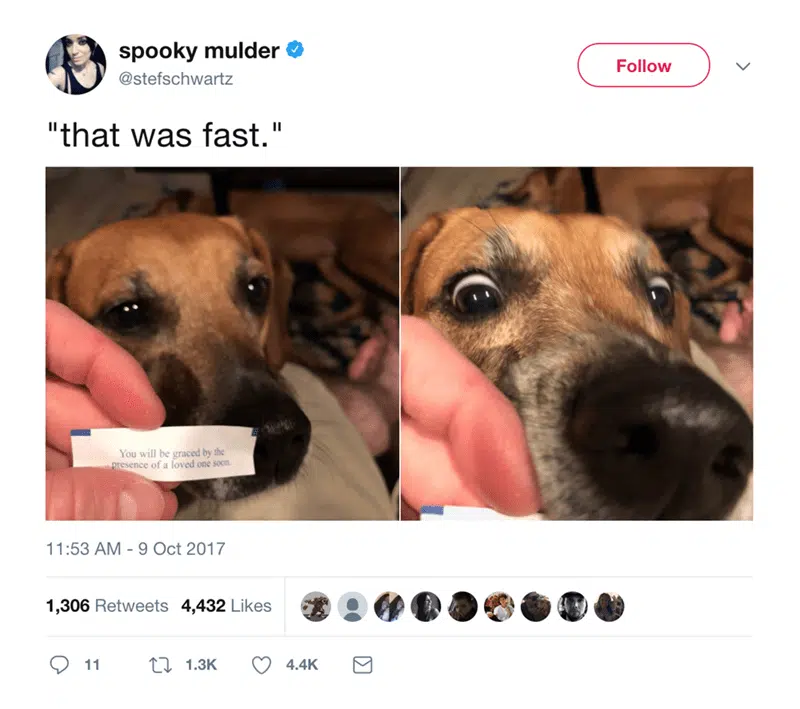 spooky mulder
@stefschwartz
Follow
"that was fast."
You will be graced by the
presence of a loved one soon.
11:53 AM - 9 Oct 2017
1,306 Retweets 4,432 Likes
11 1.3K 4.4K